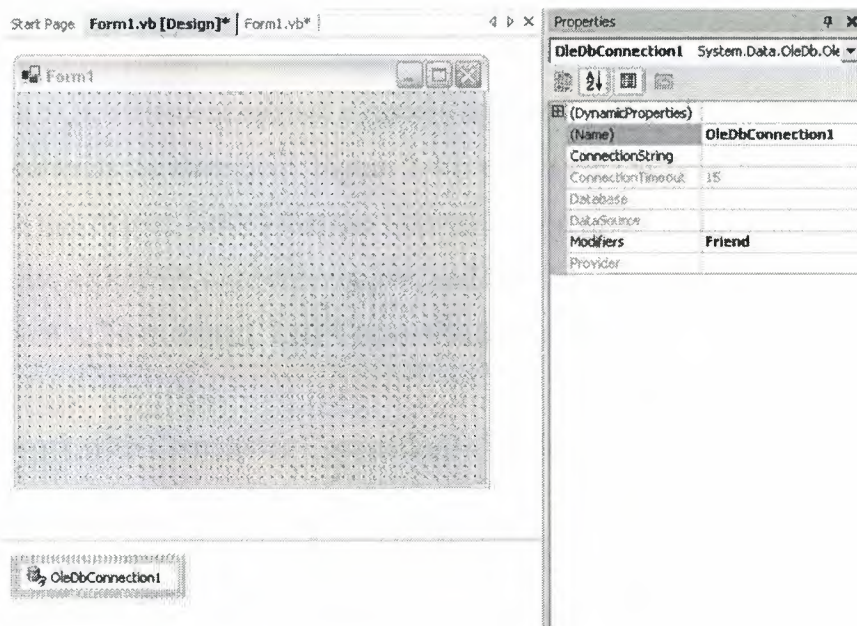 Start Page Form1.vb [Design]* Form1.vb*
Form1
OleDbConnection1
Properties
OleDbConnection1 System.Data.OleDb.Ole
(DynamicProperties)
(Name) OleDbConnection1
ConnectionString
ConnectionTimeout 15
Database
DataSource
Modifiers Friend
Provider